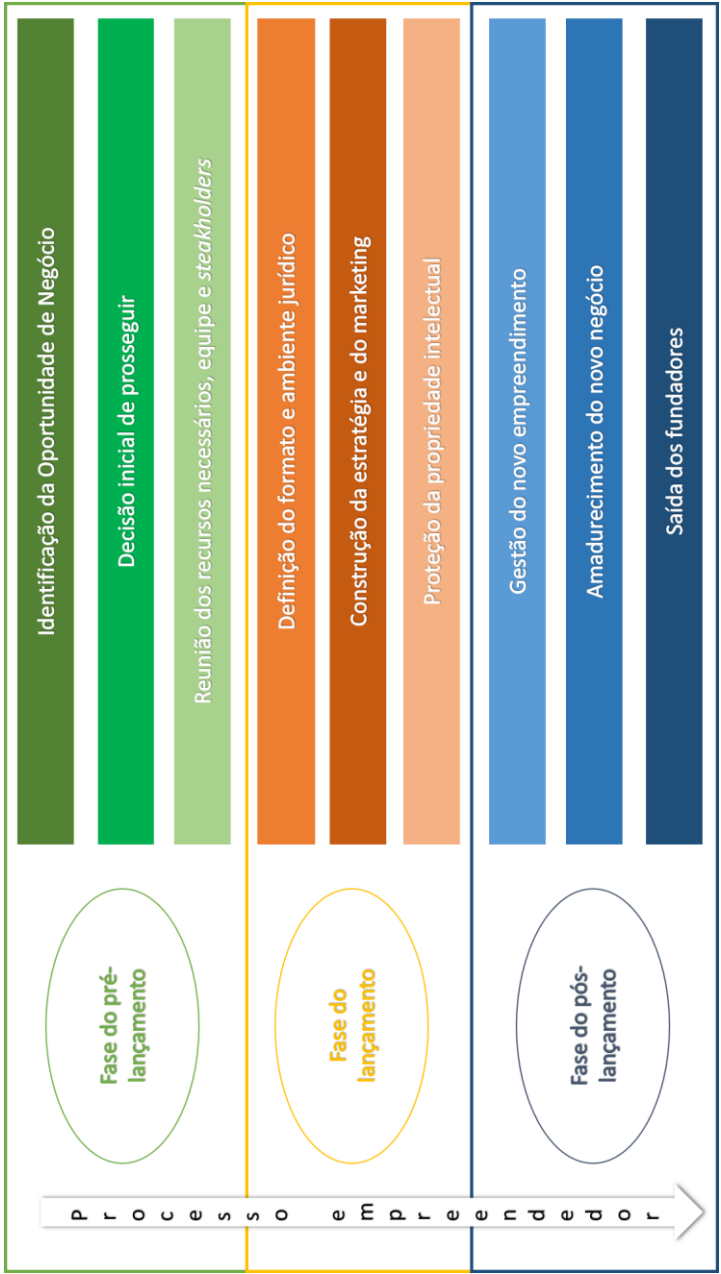 Processo empreendedor
Fase do pré-
lançamento
Identificação da Oportunidade de Negócio
Decisão inicial de prosseguir
Reunião dos recursos necessários, equipe e steakholders
Fase do
lançamento
Definição do formato e ambiente jurídico
Construção da estratégia e do marketing
Proteção da propriedade intelectual
Fase do pós-
lançamento
Gestão do novo empreendimento
Amadurecimento do novo negócio
Saída dos fundadores